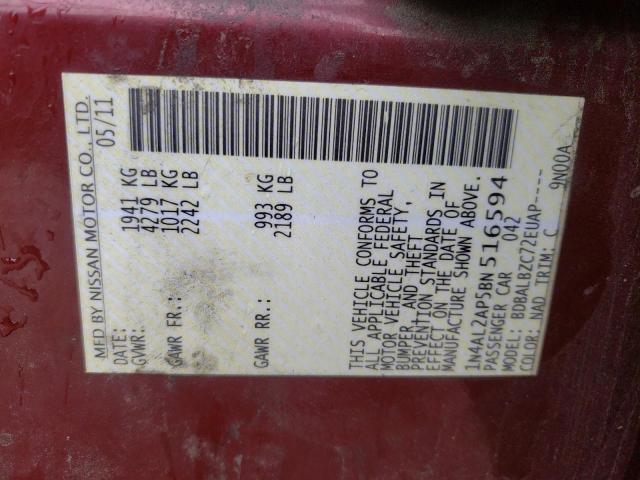 MFD BY NISSAN MOTOR CO., LTD.
DATE: 05/11
GVWR: 1941 KG
4279 LB
GAWR FR.: 1017 KG
2242 LB
GAWR RR.: 993 KG
2189 LB
THIS VEHICLE CONFORMS TO
ALL APPLICABLE FEDERAL
MOTOR VEHICLE SAFETY,
BUMPER AND THEFT
PREVENTION STANDARDS IN
EFFECT ON THE DATE OF
MANUFACTURE SHOWN ABOVE.
1N4AL2AP5BN516594
PASSENGER CAR 042
MODEL: BDBALBZC72EUAP----
COLOR: NAD TRIM: C 9N00A